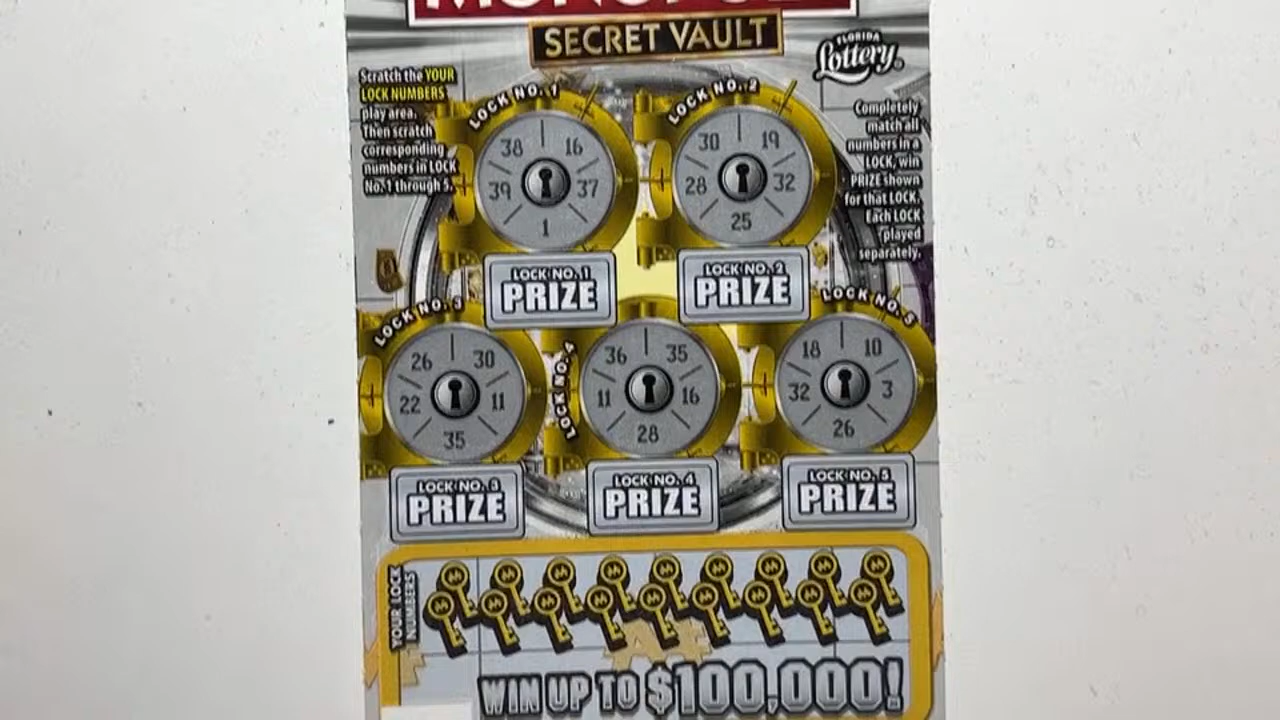 MONOPOLY
SECRET VAULT
FLORIDA
Lottery®
Scratch the YOUR
LOCK NUMBERS
play area.
Then scratch
corresponding
numbers in LOCK
No. 1 through 5.
Completely
match all
numbers in a
LOCK, win
PRIZE shown
for that LOCK.
Each LOCK
played
separately.
LOCK NO. 1
38 16
39 37
1
LOCK NO. 1
PRIZE
LOCK NO. 2
30 19
28 32
25
LOCK NO. 2
PRIZE
LOCK NO. 3
26 30
22 11
35
LOCK NO. 3
PRIZE
LOCK NO. 4
36 35
11 16
28
LOCK NO. 4
PRIZE
LOCK NO. 5
18 10
32 3
26
LOCK NO. 5
PRIZE
YOUR LOCK
NUMBERS
WIN UP TO $100,000!